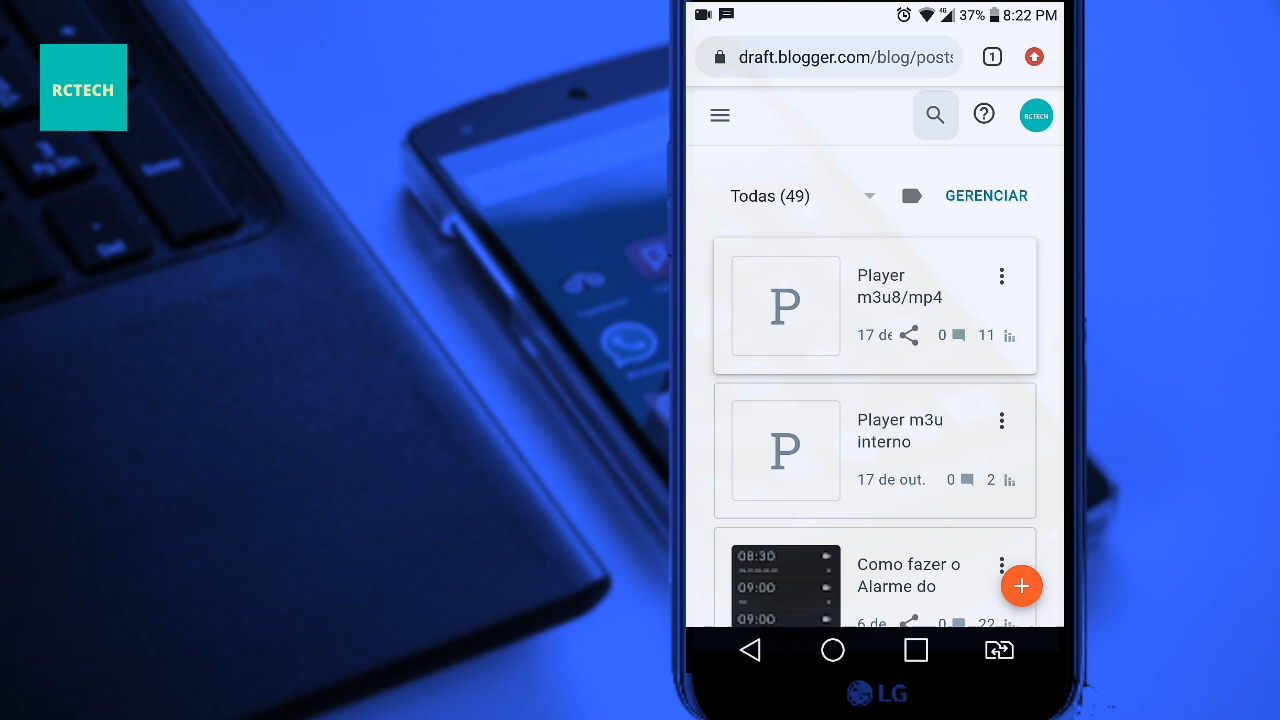 RCTECH
37% 8:22 PM
draft.blogger.com/blog/posts
1
RCTECH
Todas (49)
GERENCIAR
P
Player
m3u8/mp4
17 de
0
11
P
Player m3u
interno
17 de out.
0
2
08:30
09:00
09:00
Como fazer o
Alarme do
6 de
0
22
LG